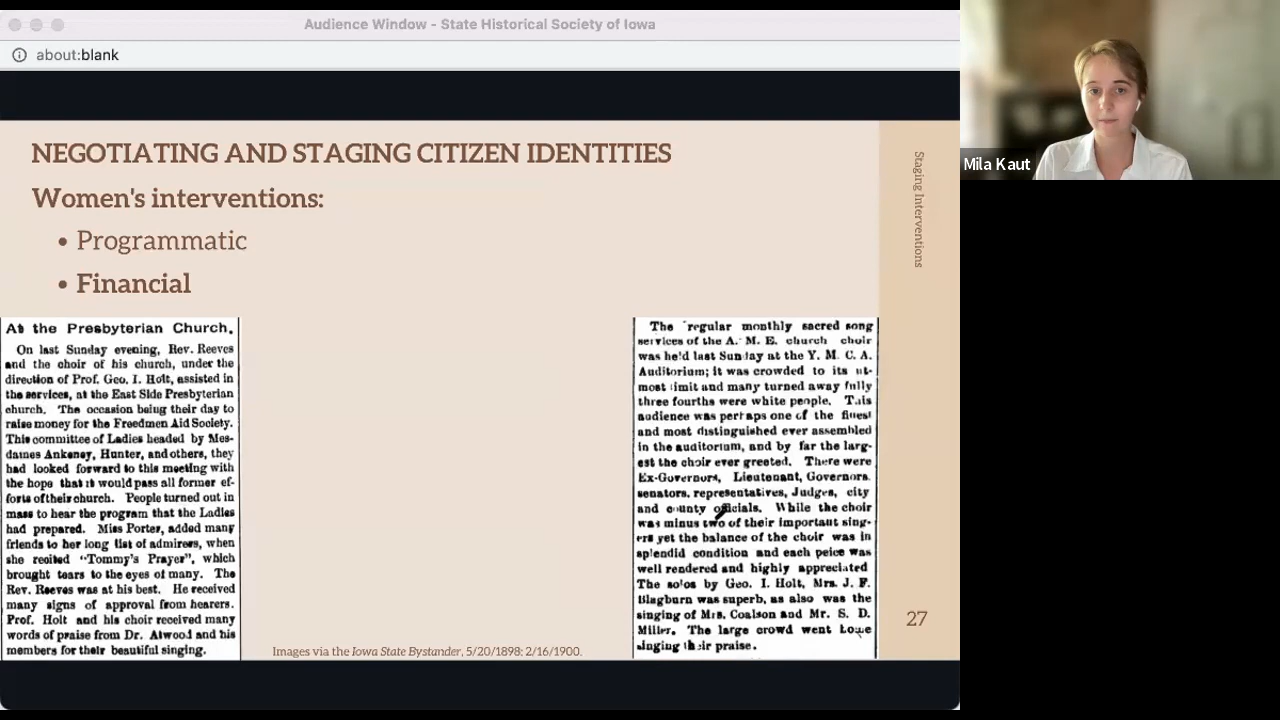 Audience Window - State Historical Society of Iowa
about:blank
NEGOTIATING AND STAGING CITIZEN IDENTITIES
Women's interventions:
• Programmatic
• Financial
At the Presbyterian Church.
On last Sunday evening, Rev. Reeves
and the choir of his church, under the
direction of Prof. Geo. I. Holt, assisted in
the services, at the East Side Presbyterian
church. The occasion being their day to
raise money for the Freedmen Aid Society.
This committee of Ladies headed by Mes-
dames Ankeney, Hunter, and others, they
had looked forward to this meeting with
the hope that it would pass all former ef-
forts of their church. People turned out in
mass to hear the program that the Ladies
had prepared. Miss Porter, added many
friends to her long list of admirers, when
she recited "Tommy's Prayer", which
brought tears to the eyes of many. The
Rev. Reeves was at his best. He received
many signs of approval from hearers.
Prof. Holt and his choir received many
words of praise from Dr. Atwood and his
members for their beautiful singing.
Images via the Iowa State Bystander, 5/20/1898; 2/16/1900.
The regular monthly sacred song
services of the A. M. E. church choir
was held last Sunday at the Y. M. C. A.
Auditorium; it was crowded to its ut-
most limit and many turned away fully
three fourths were white people. This
audience was perhaps one of the finest
and most distinguished ever assembled
in the auditorium, and by far the larg-
est the choir ever greeted. There were
Ex-Governors, Lieutenant, Governors,
senators, representatives, Judges, city
and county officials. While the choir
was minus two of their important sing-
ers yet the balance of the choir was in
splendid condition and each peice was
well rendered and highly appreciated
The solos by Geo. I. Holt, Mrs. J. F.
Blagburn was superb, as also was the
singing of Mrs. Coalson and Mr. S. D.
Miller. The large crowd went home
singing their praise.
Staging Interventions
27
Mila Kaut